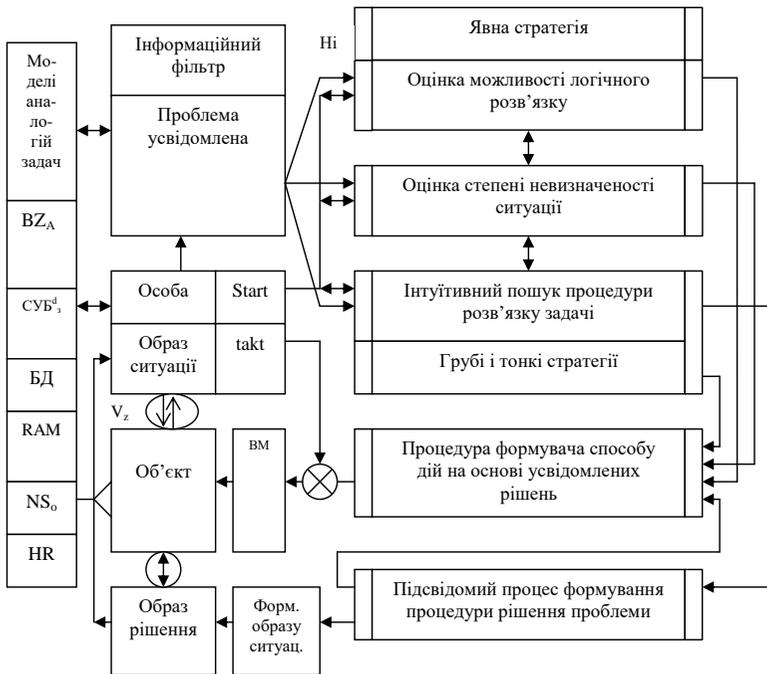 Мо-
делі
ана-
ло-
гій
задач
BZA
СУБdз
БД
RAM
NSo
HR
Інформаційний
фільтр
Проблема
усвідомлена
Особа
Start
Образ
ситуації
takt
Vz
Об’єкт
ВМ
Образ
рішення
Форм.
образу
ситуац.
Ні
Явна стратегія
Оцінка можливості логічного
розв’язку
Оцінка степені невизначеності
ситуації
Інтуїтивний пошук процедури
розв’язку задачі
Грубі і тонкі стратегії
Процедура формувача способу
дій на основі усвідомлених
рішень
Підсвідомий процес формування
процедури рішення проблеми